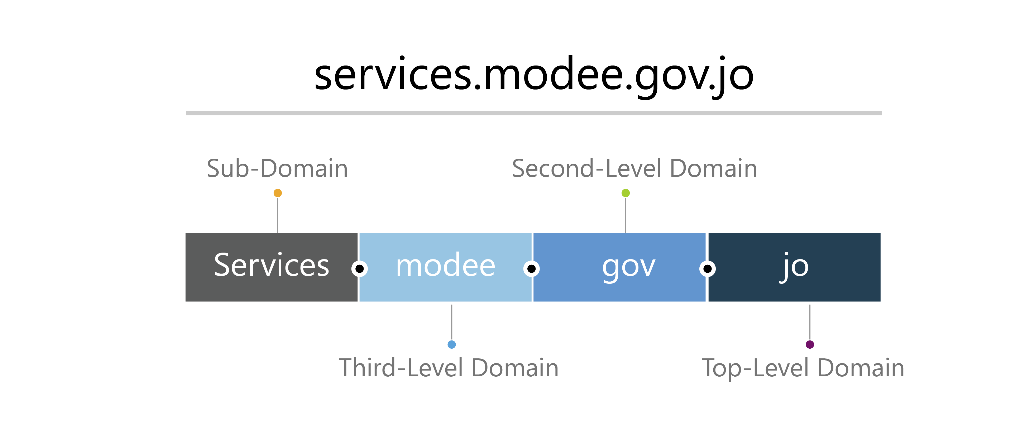 services.modee.gov.jo
Sub-Domain
Second-Level Domain
Services
modee
gov
jo
Third-Level Domain
Top-Level Domain